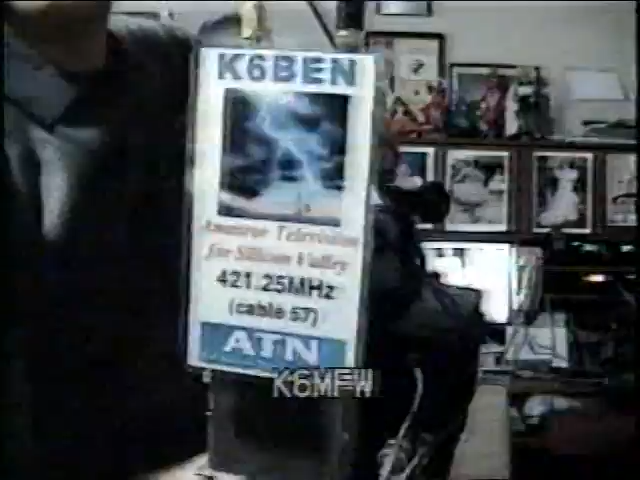 K6BEN
Amateur Television
for Silicon Valley
421.25MHz
(cable 57)
ATN
K6MFW